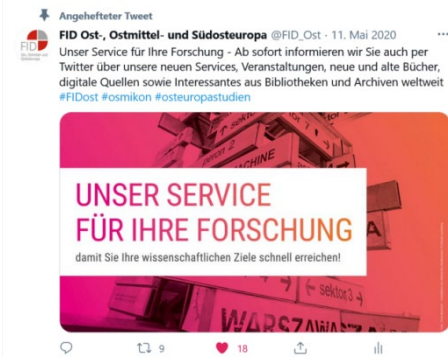 Angehefteter Tweet
FID Ost-, Ostmittel- und Südosteuropa @FID_Ost · 11. Mai 2020 ...
Unser Service für Ihre Forschung - Ab sofort informieren wir Sie auch per
Twitter über unsere neuen Services, Veranstaltungen, neue und alte Bücher,
digitale Quellen sowie Interessantes aus Bibliotheken und Archiven weltweit
#FIDost #osmikon #osteuropastudien
FID
sektor
MACHINE
UNSER SERVICE
FÜR IHRE FORSCHUNG
damit Sie Ihre wissenschaftlichen Ziele schnell erreichen!
sektor3
WARSZAWA
9
18